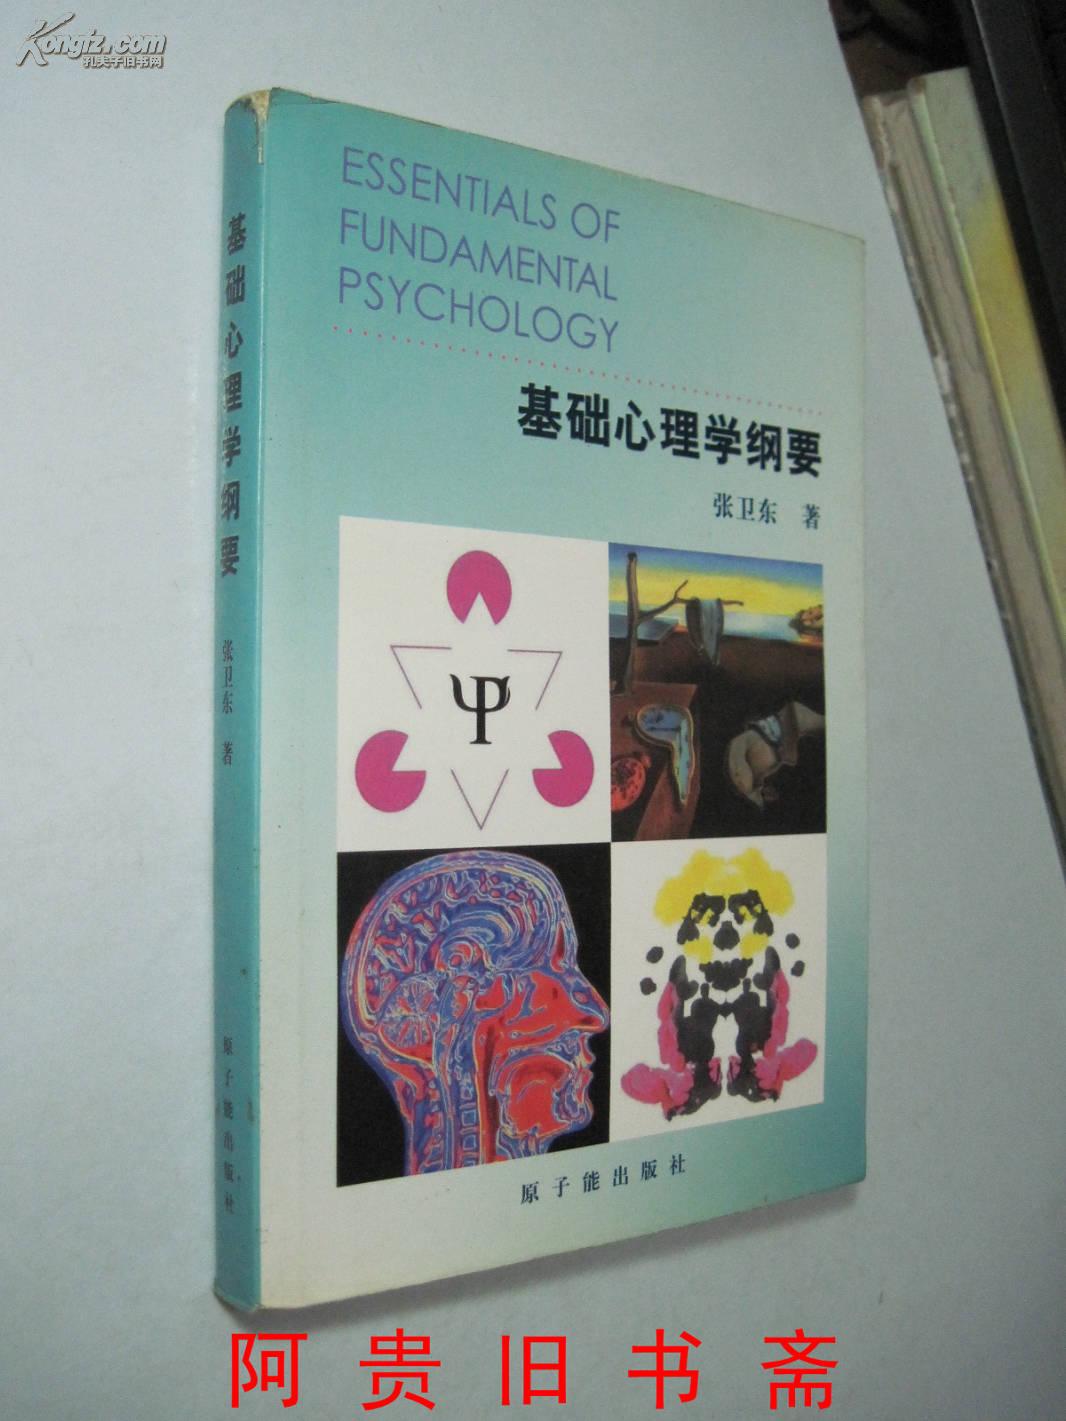 Kongfz.com
孔夫子旧书网
ESSENTIALS OF
FUNDAMENTAL
PSYCHOLOGY
基础心理学纲要
张卫东 著
Ψ
原子能出版社
基础心理学纲要
张卫东 著
原子能出版社
阿贵旧书斋